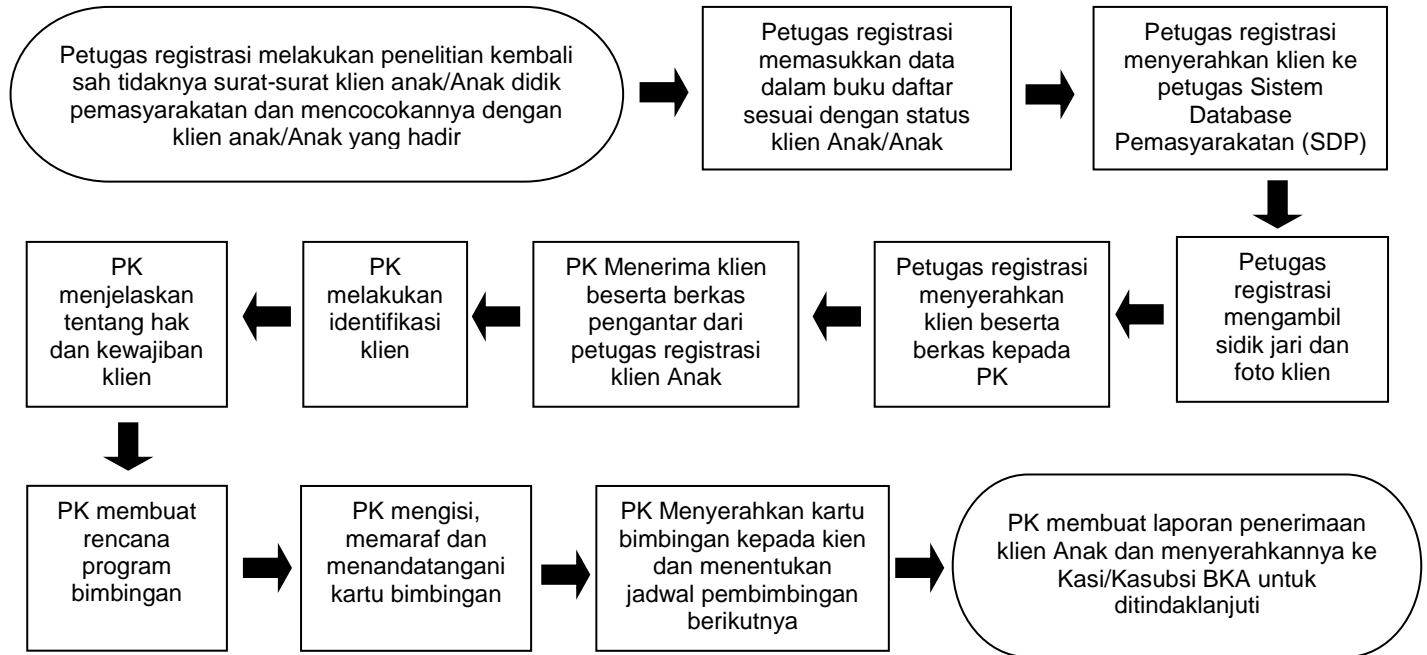 Petugas registrasi melakukan penelitian kembali
sah tidaknya surat-surat klien anak/Anak didik
pemasyarakatan dan mencocokannya dengan
klien anak/Anak yang hadir
Petugas registrasi
memasukkan data
dalam buku daftar
sesuai dengan status
klien Anak/Anak
Petugas registrasi
menyerahkan klien ke
petugas Sistem
Database
Pemasyarakatan (SDP)
Petugas
registrasi
mengambil
sidik jari dan
foto klien
Petugas registrasi
menyerahkan
klien beserta
berkas kepada
PK
PK Menerima klien
beserta berkas
pengantar dari
petugas registrasi
klien Anak
PK
melakukan
identifikasi
klien
PK
menjelaskan
tentang hak
dan kewajiban
klien
PK membuat
rencana
program
bimbingan
PK mengisi,
memaraf dan
menandatangani
kartu bimbingan
PK Menyerahkan kartu
bimbingan kepada kien
dan menentukan
jadwal pembimbingan
berikutnya
PK membuat laporan penerimaan
klien Anak dan menyerahkannya ke
Kasi/Kasubsi BKA untuk
ditindaklanjuti